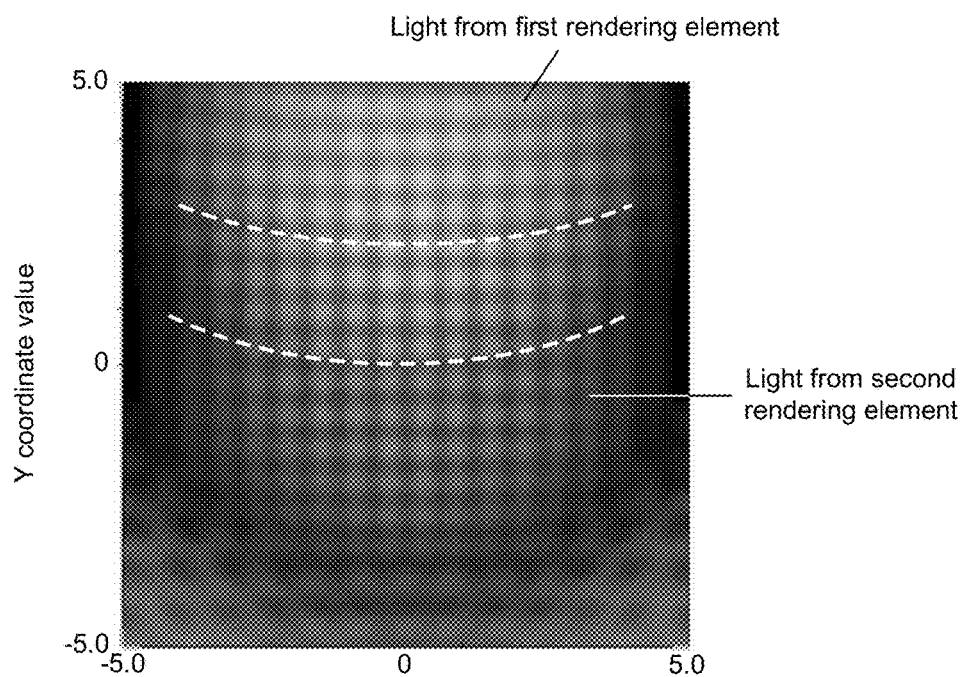 Light from first rendering element
5.0
Y coordinate value
0
Light from second
rendering element
-5.0
-5.0
0
5.0